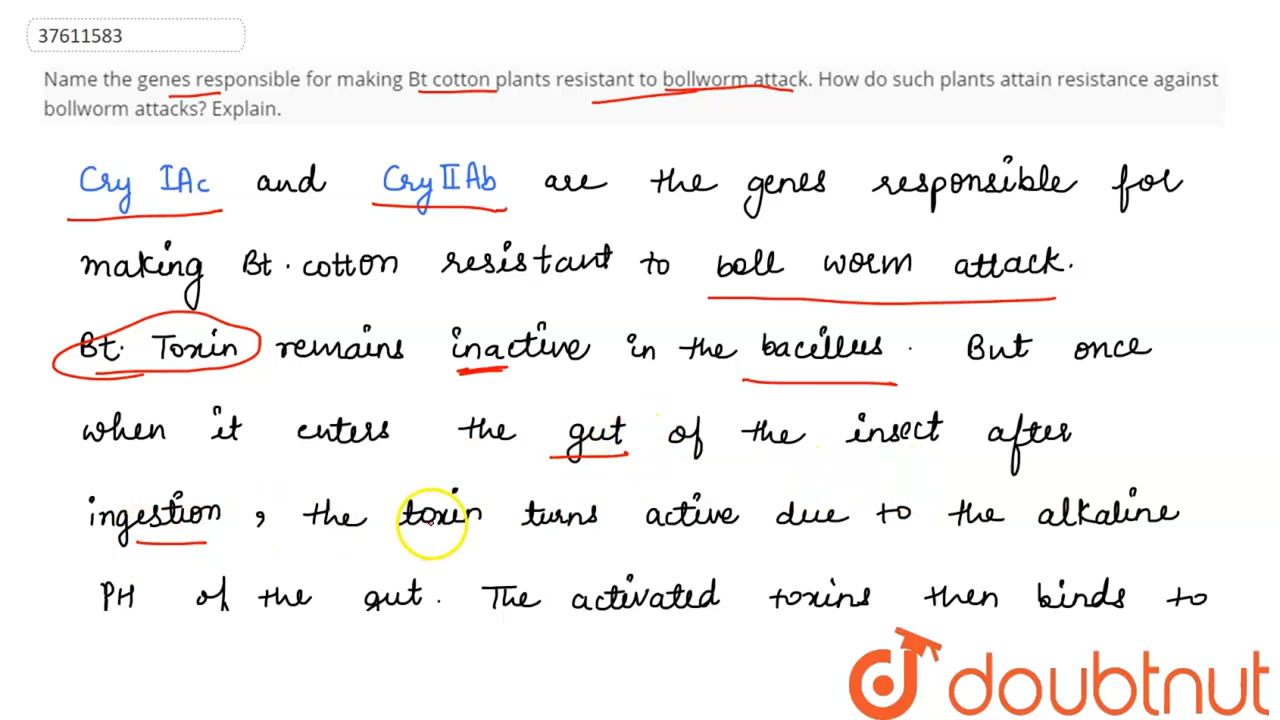 37611583
Name the genes responsible for making Bt cotton plants resistant to bollworm attack. How do such plants attain resistance against
bollworm attacks? Explain.
Cry IAc and Cry IIAb are the genes responsible for
making Bt. cotton resistant to boll worm attack.
Bt. Toxin remains inactive in the bacillus. But once
when it enters the gut of the insect after
ingestion, the toxin turns active due to the alkaline
PH of the gut. The activated toxins then binds to
doubtnut